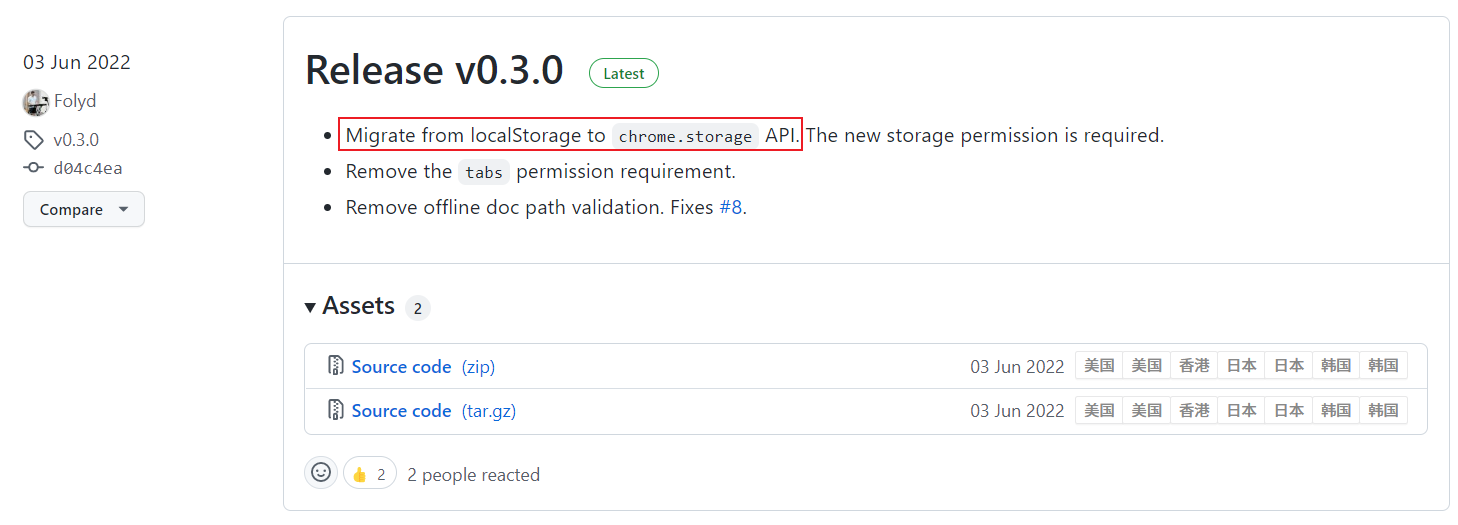 03 Jun 2022
Folyd
v0.3.0
d04c4ea
Compare
Release v0.3.0 Latest
Migrate from localStorage to chrome.storage API. The new storage permission is required.
Remove the tabs permission requirement.
Remove offline doc path validation. Fixes #8.
Assets 2
Source code (zip) 03 Jun 2022 美国 美国 香港 日本 日本 韩国 韩国
Source code (tar.gz) 03 Jun 2022 美国 美国 香港 日本 日本 韩国 韩国
👍 2 2 people reacted